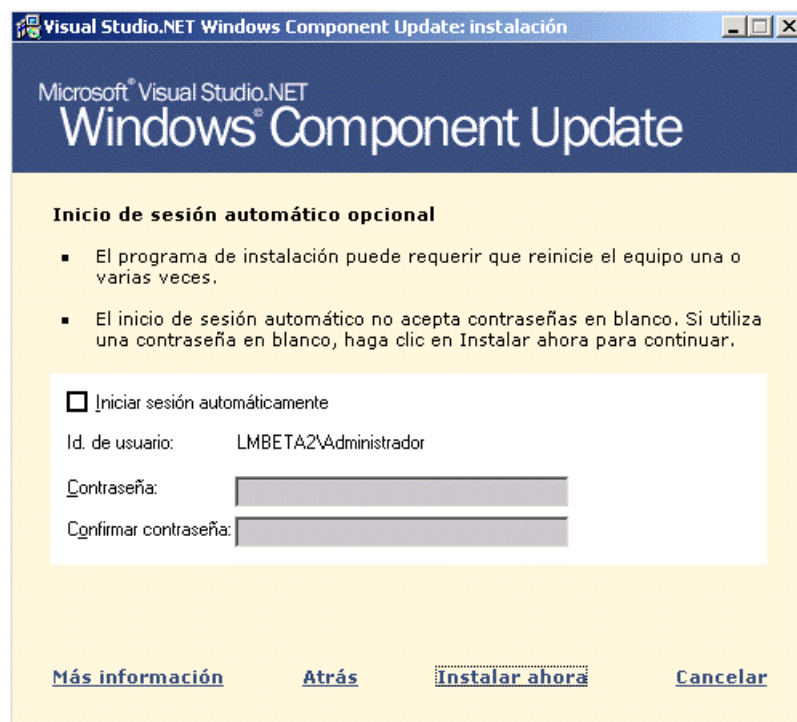 Visual Studio.NET Windows Component Update: instalación
Microsoft® Visual Studio.NET
Windows® Component Update
Inicio de sesión automático opcional
▪ El programa de instalación puede requerir que reinicie el equipo una o
varias veces.
▪ El inicio de sesión automático no acepta contraseñas en blanco. Si utiliza
una contraseña en blanco, haga clic en Instalar ahora para continuar.
Iniciar sesión automáticamente
Id. de usuario: LMBETA2\Administrador
Contraseña:
Confirmar contraseña:
Más información Atrás Instalar ahora Cancelar